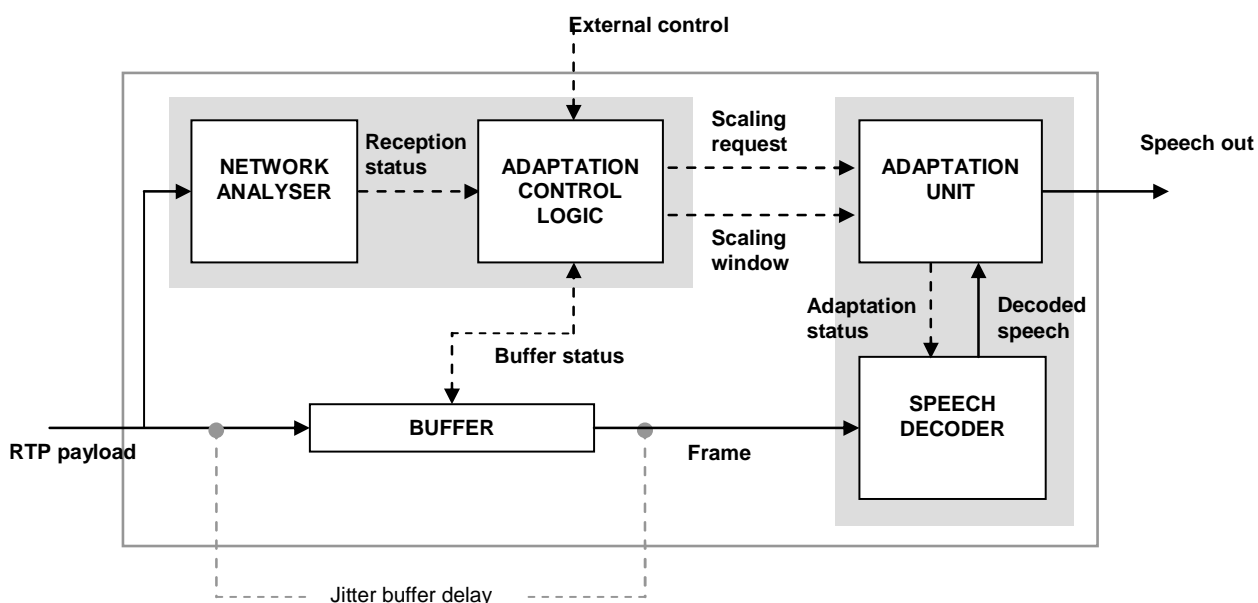 External control
NETWORK
ANALYSER
Reception
status
ADAPTATION
CONTROL
LOGIC
Scaling
request
Scaling
window
ADAPTATION
UNIT
Speech out
Adaptation
status
Decoded
speech
Buffer status
RTP payload
BUFFER
Frame
SPEECH
DECODER
Jitter buffer delay